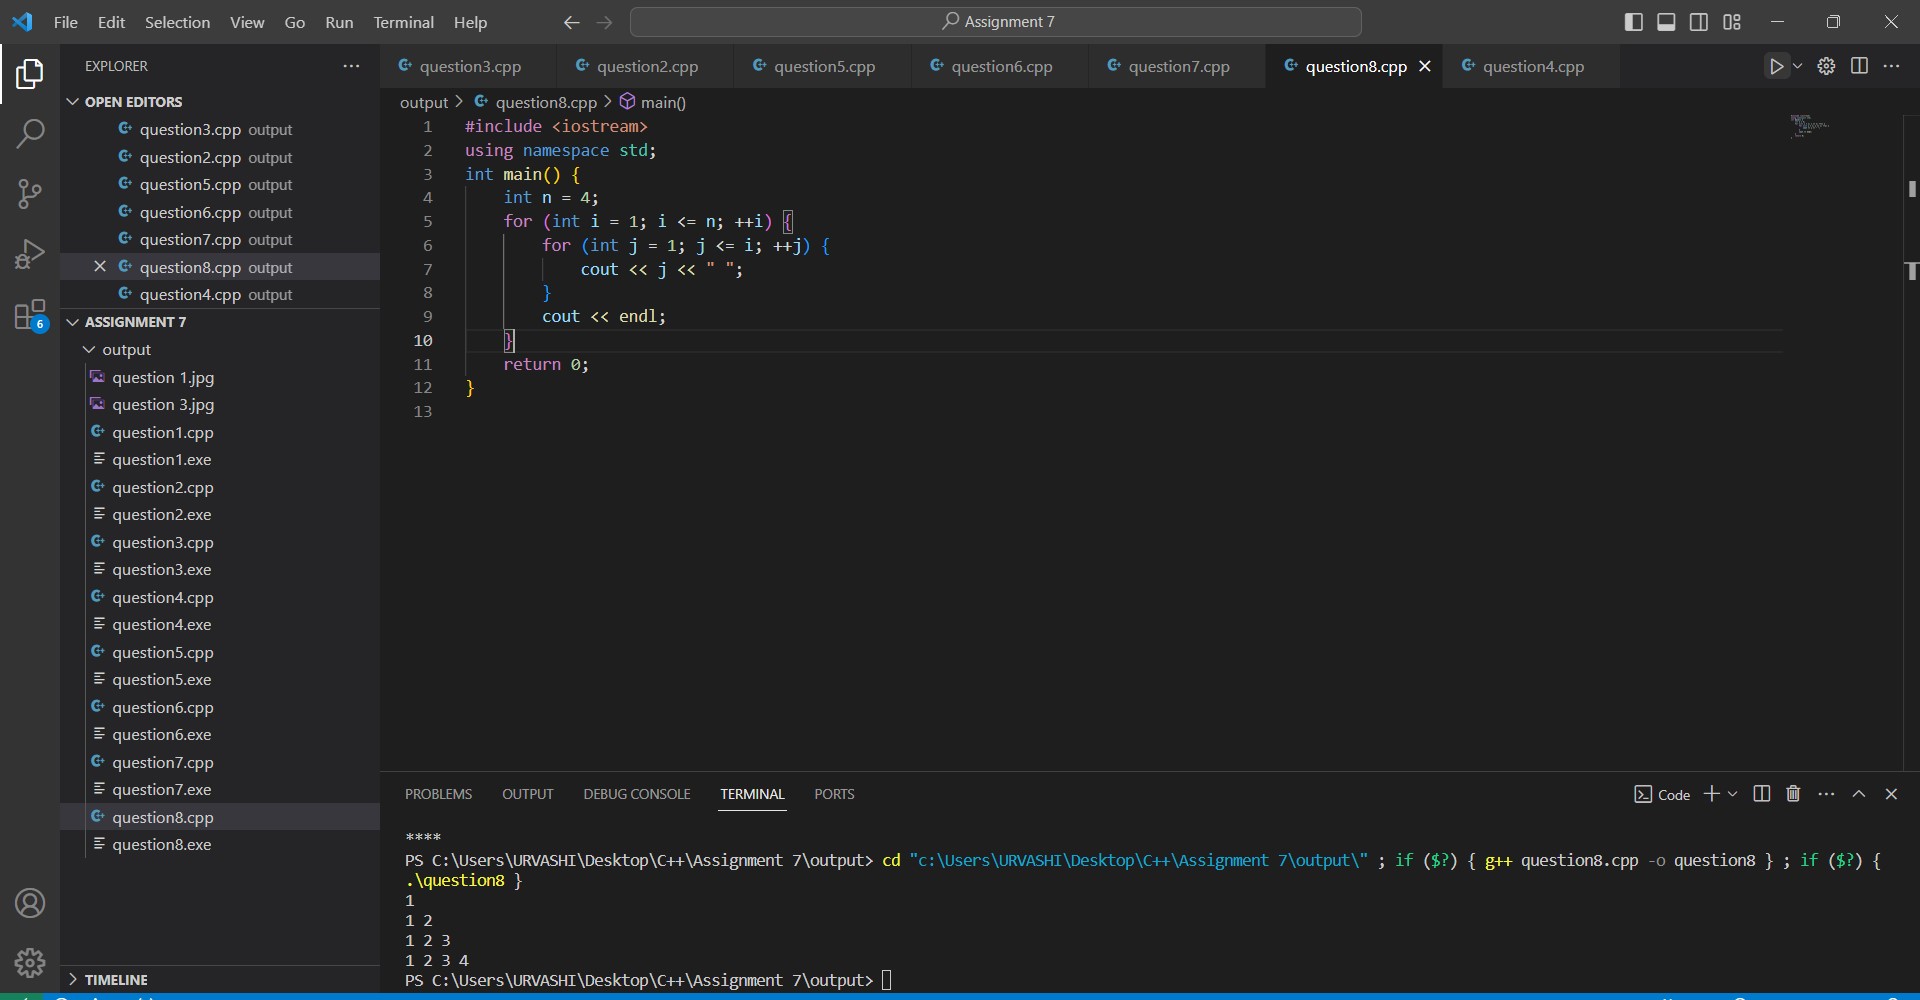 File Edit Selection View Go Run Terminal Help
Assignment 7
EXPLORER
OPEN EDITORS
question3.cpp output
question2.cpp output
question5.cpp output
question6.cpp output
question7.cpp output
question8.cpp output
question4.cpp output
6
ASSIGNMENT 7
output
question 1.jpg
question 3.jpg
question1.cpp
question1.exe
question2.cpp
question2.exe
question3.cpp
question3.exe
question4.cpp
question4.exe
question5.cpp
question5.exe
question6.cpp
question6.exe
question7.cpp
question7.exe
question8.cpp
question8.exe
TIMELINE
question3.cpp question2.cpp question5.cpp question6.cpp question7.cpp question8.cpp question4.cpp
output > question8.cpp > main()
1 #include <iostream>
2 using namespace std;
3 int main() {
4 int n = 4;
5 for (int i = 1; i <= n; ++i) {
6 for (int j = 1; j <= i; ++j) {
7 cout << j << " ";
8 }
9 cout << endl;
10 }
11 return 0;
12 }
13
PROBLEMS OUTPUT DEBUG CONSOLE TERMINAL PORTS
Code
****
PS C:\Users\URVASHI\Desktop\C++\Assignment 7\output> cd "c:\Users\URVASHI\Desktop\C++\Assignment 7\output\" ; if ($?) { g++ question8.cpp -o question8 } ; if ($?) {
.\question8 }
1
1 2
1 2 3
1 2 3 4
PS C:\Users\URVASHI\Desktop\C++\Assignment 7\output>